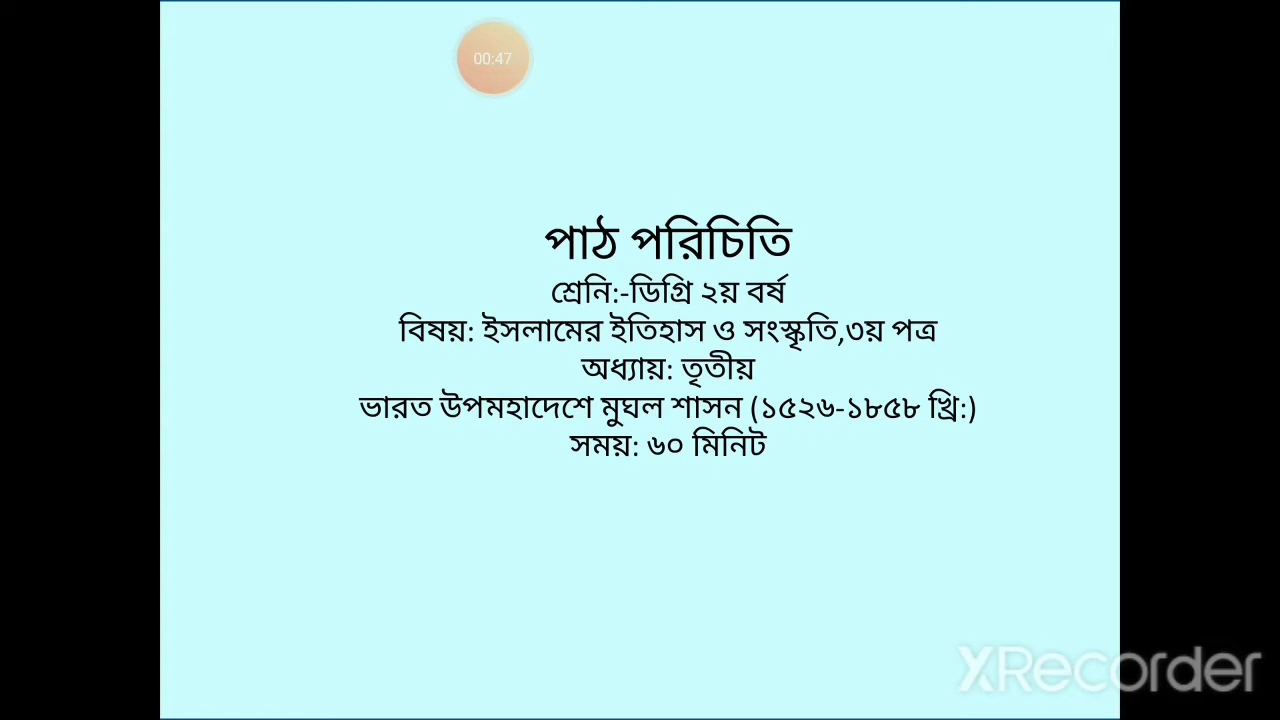 00:47
পাঠ পরিচিতি
শ্রেনি:-ডিগ্রি ২য় বর্ষ
বিষয়: ইসলামের ইতিহাস ও সংস্কৃতি,৩য় পত্র
অধ্যায়: তৃতীয়
ভারত উপমহাদেশে মুঘল শাসন (১৫২৬-১৮৫৮ খ্রি:)
সময়: ৬০ মিনিট
XRecorder